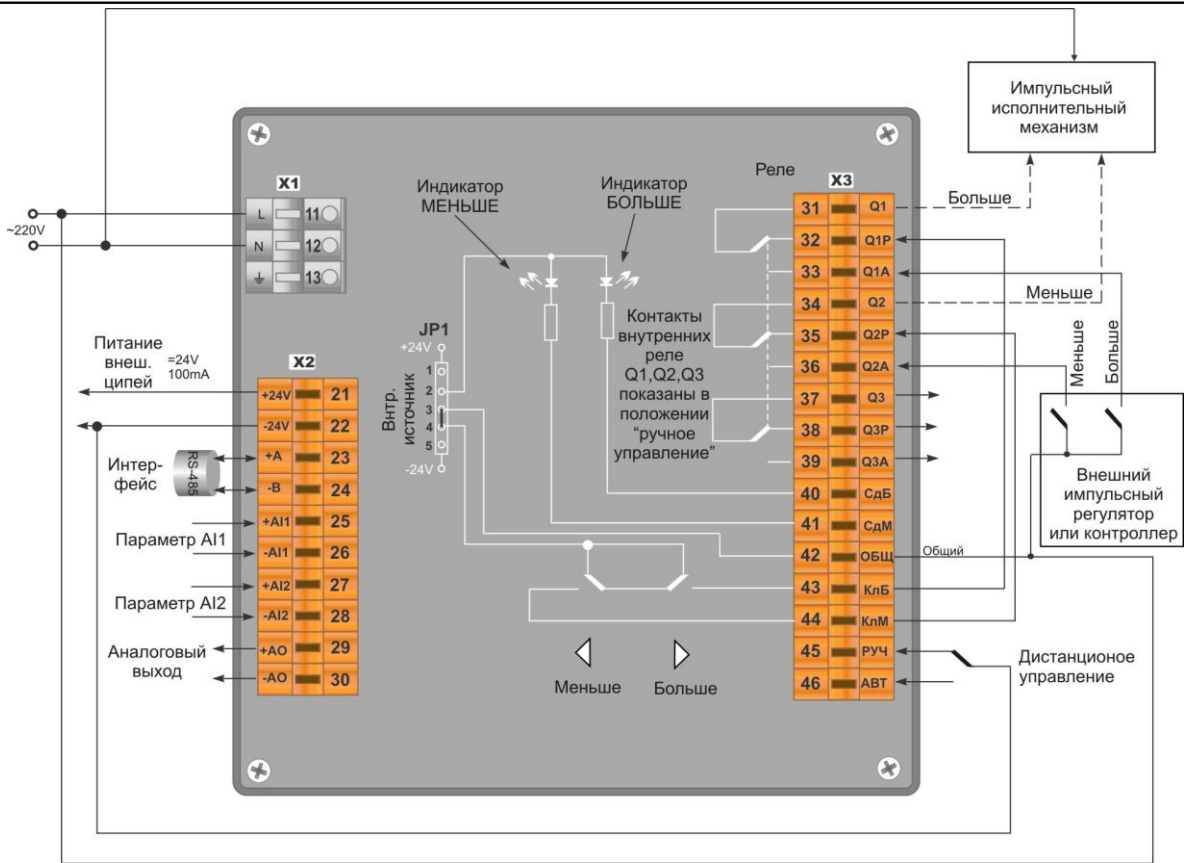 Импульсный
исполнительный
механизм
Реле
X1
X3
Индикатор
МЕНЬШЕ
Индикатор
БОЛЬШЕ
~220V
L 11
N 12
13
31 Q1
32 Q1P
33 Q1A
34 Q2
35 Q2P
36 Q2A
37 Q3
38 Q3P
39 Q3A
40 СдБ
41 СдМ
42 ОБЩ
43 КлБ
44 КлМ
45 РУЧ
46 АВТ
Больше
Меньше
Меньше
Больше
Контакты
внутренних
реле
Q1,Q2,Q3
показаны в
положении
“ручное
управление”
JP1
+24V
1
2
3
4
5
-24V
Внтр.
источник
Питание
внеш.
ципей
=24V
100mA
X2
+24V 21
-24V 22
+A 23
-B 24
+AI1 25
-AI1 26
+AI2 27
-AI2 28
+AO 29
-AO 30
Интер-
фейс
RS-485
Параметр AI1
Параметр AI2
Аналоговый
выход
Внешний
импульсный
регулятор
или контроллер
Общий
Меньше
Больше
Дистанционое
управление